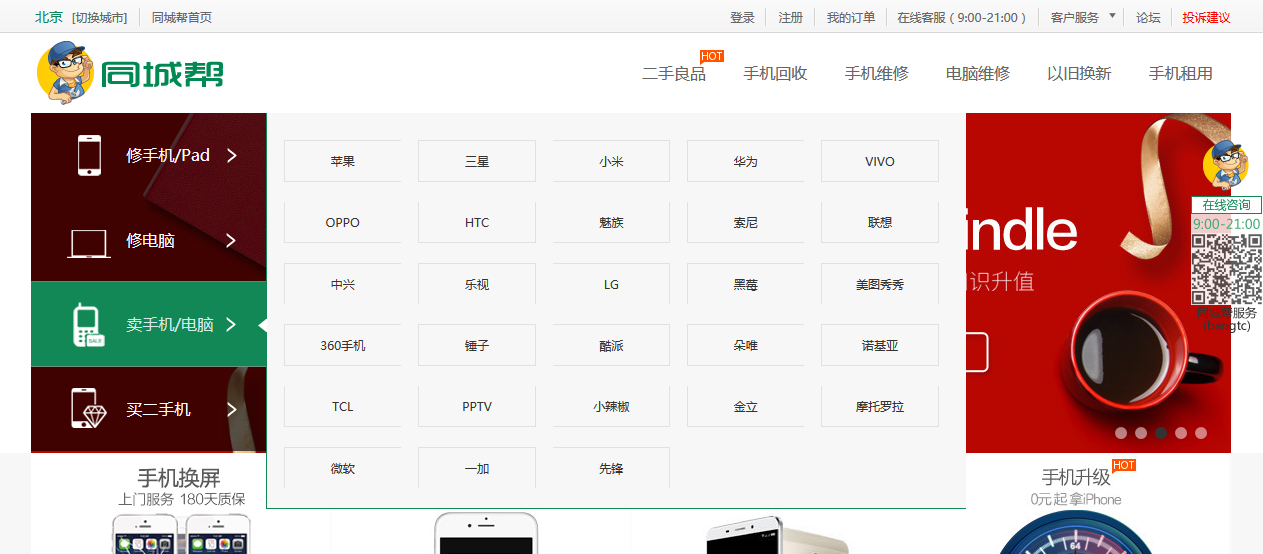 北京 [切换城市] 同城帮首页 登录 注册 我的订单 在线客服 ( 9:00-21:00 ) 客户服务 论坛 投诉建议
同城帮
HOT
二手良品 手机回收 手机维修 电脑维修 以旧换新 手机租用
修手机/Pad
修电脑
卖手机/电脑
SALE
买二手机
苹果 三星 小米 华为 VIVO
OPPO HTC 魅族 索尼 联想
中兴 乐视 LG 黑莓 美图秀秀
360手机 锤子 酷派 朵唯 诺基亚
TCL PPTV 小辣椒 金立 摩托罗拉
微软 一加 先锋
indle
识升值
在线咨询
9:00-21:00
(bangtc)
手机换屏
上门服务 180天质保
HOT
手机升级
0元起拿iPhone
64